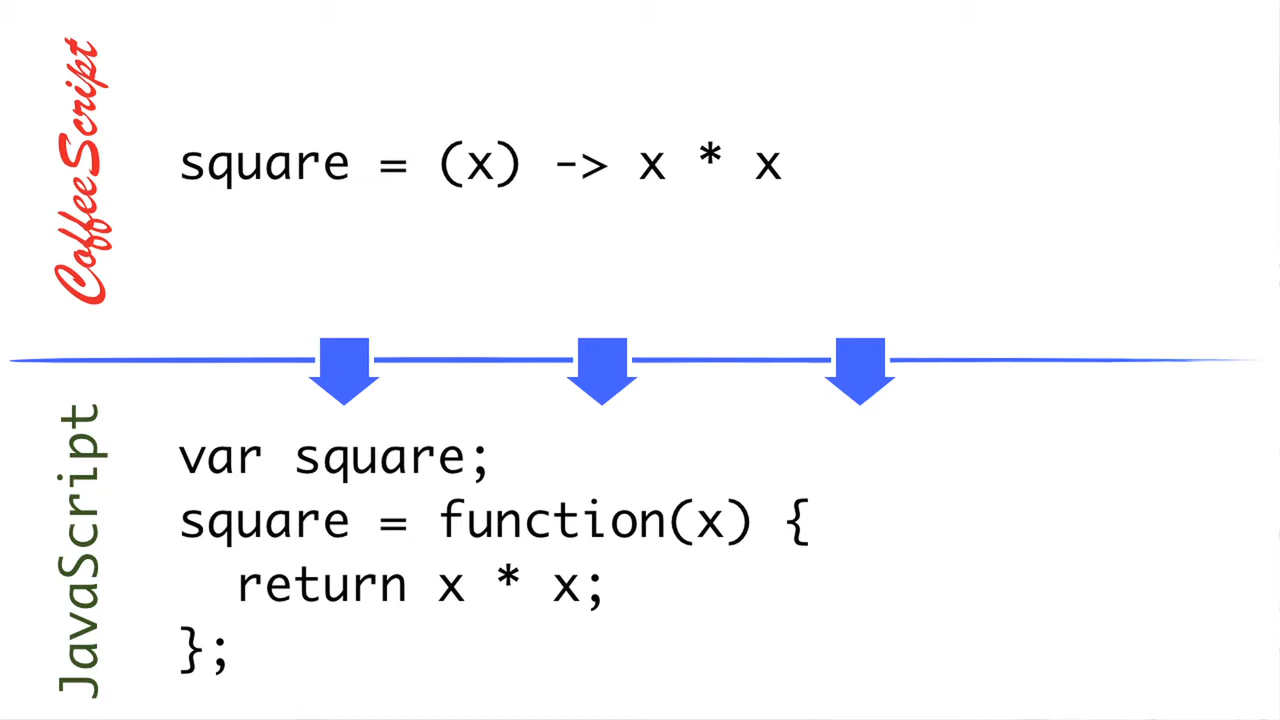 CoffeeScript
square = (x) -> x * x
JavaScript
var square;
square = function(x) {
  return x * x;
};